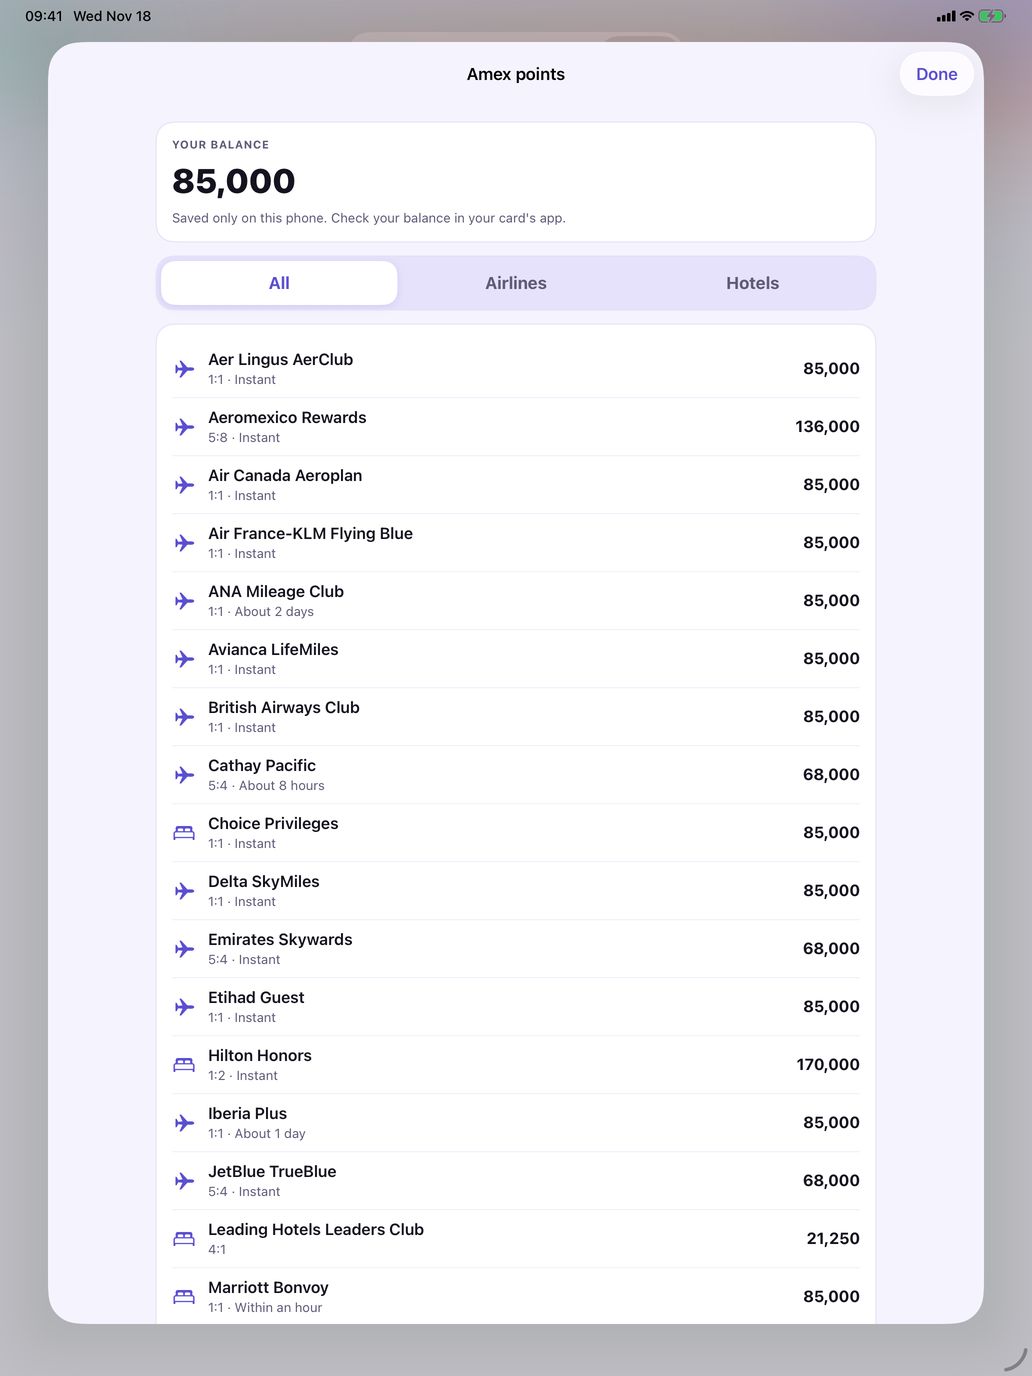 09:41 Wed Nov 18
Amex points
Done
YOUR BALANCE
85,000
Saved only on this phone. Check your balance in your card's app.
All
Airlines
Hotels
Aer Lingus AerClub
1:1 · Instant
85,000
Aeromexico Rewards
5:8 · Instant
136,000
Air Canada Aeroplan
1:1 · Instant
85,000
Air France-KLM Flying Blue
1:1 · Instant
85,000
ANA Mileage Club
1:1 · About 2 days
85,000
Avianca LifeMiles
1:1 · Instant
85,000
British Airways Club
1:1 · Instant
85,000
Cathay Pacific
5:4 · About 8 hours
68,000
Choice Privileges
1:1 · Instant
85,000
Delta SkyMiles
1:1 · Instant
85,000
Emirates Skywards
5:4 · Instant
68,000
Etihad Guest
1:1 · Instant
85,000
Hilton Honors
1:2 · Instant
170,000
Iberia Plus
1:1 · About 1 day
85,000
JetBlue TrueBlue
5:4 · Instant
68,000
Leading Hotels Leaders Club
4:1
21,250
Marriott Bonvoy
1:1 · Within an hour
85,000